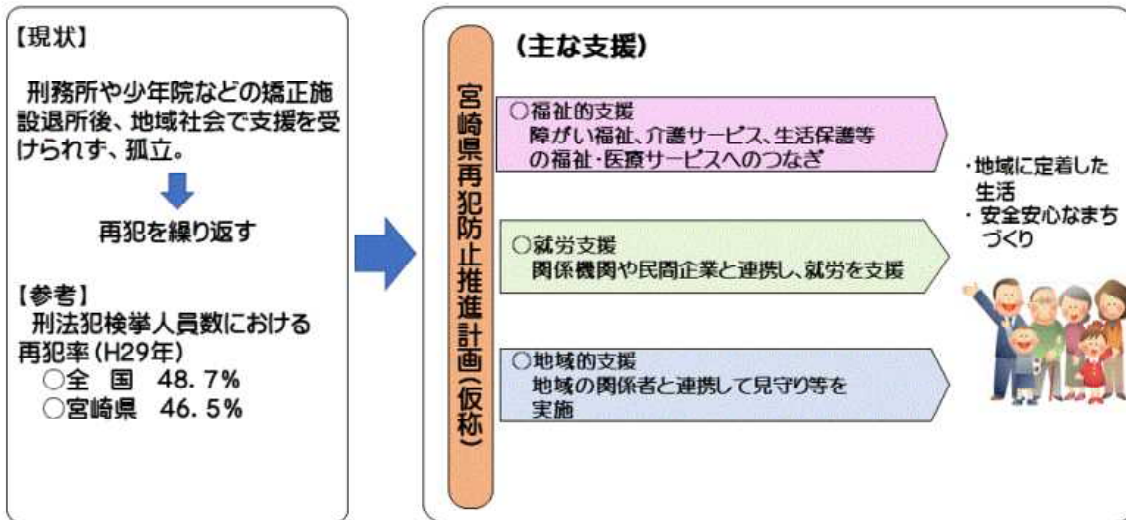 【現状】
刑務所や少年院などの矯正施
設退所後、地域社会で支援を受
けられず、孤立。
再犯を繰り返す
【参考】
刑法犯検挙人員数における
再犯率(H29年)
○全　国　48.7%
○宮崎県　46.5%
宮崎県再犯防止推進計画(仮称)
(主な支援)
○福祉的支援
障がい福祉、介護サービス、生活保護等
の福祉・医療サービスへのつなぎ
○就労支援
関係機関や民間企業と連携し、就労を支援
○地域的支援
地域の関係者と連携して見守り等を
実施
・地域に定着した
生活
・安全安心なまち
づくり